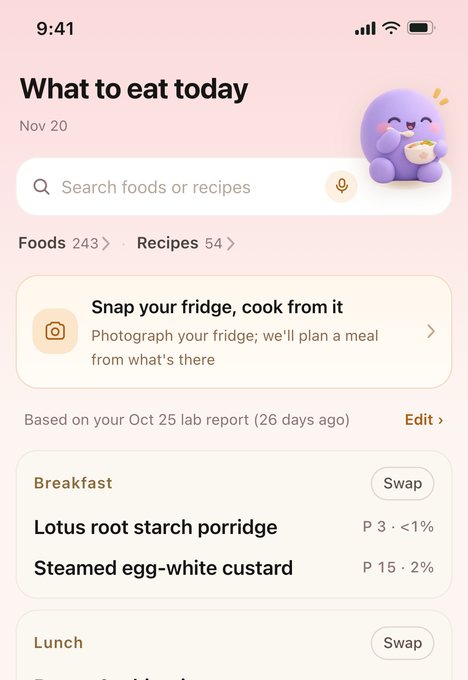 9:41
What to eat today
Nov 20
Search foods or recipes
Foods 243 > · Recipes 54 >
Snap your fridge, cook from it
Photograph your fridge; we'll plan a meal
from what's there
Based on your Oct 25 lab report (26 days ago) Edit ›
Breakfast Swap
Lotus root starch porridge P 3 · <1%
Steamed egg-white custard P 15 · 2%
Lunch Swap